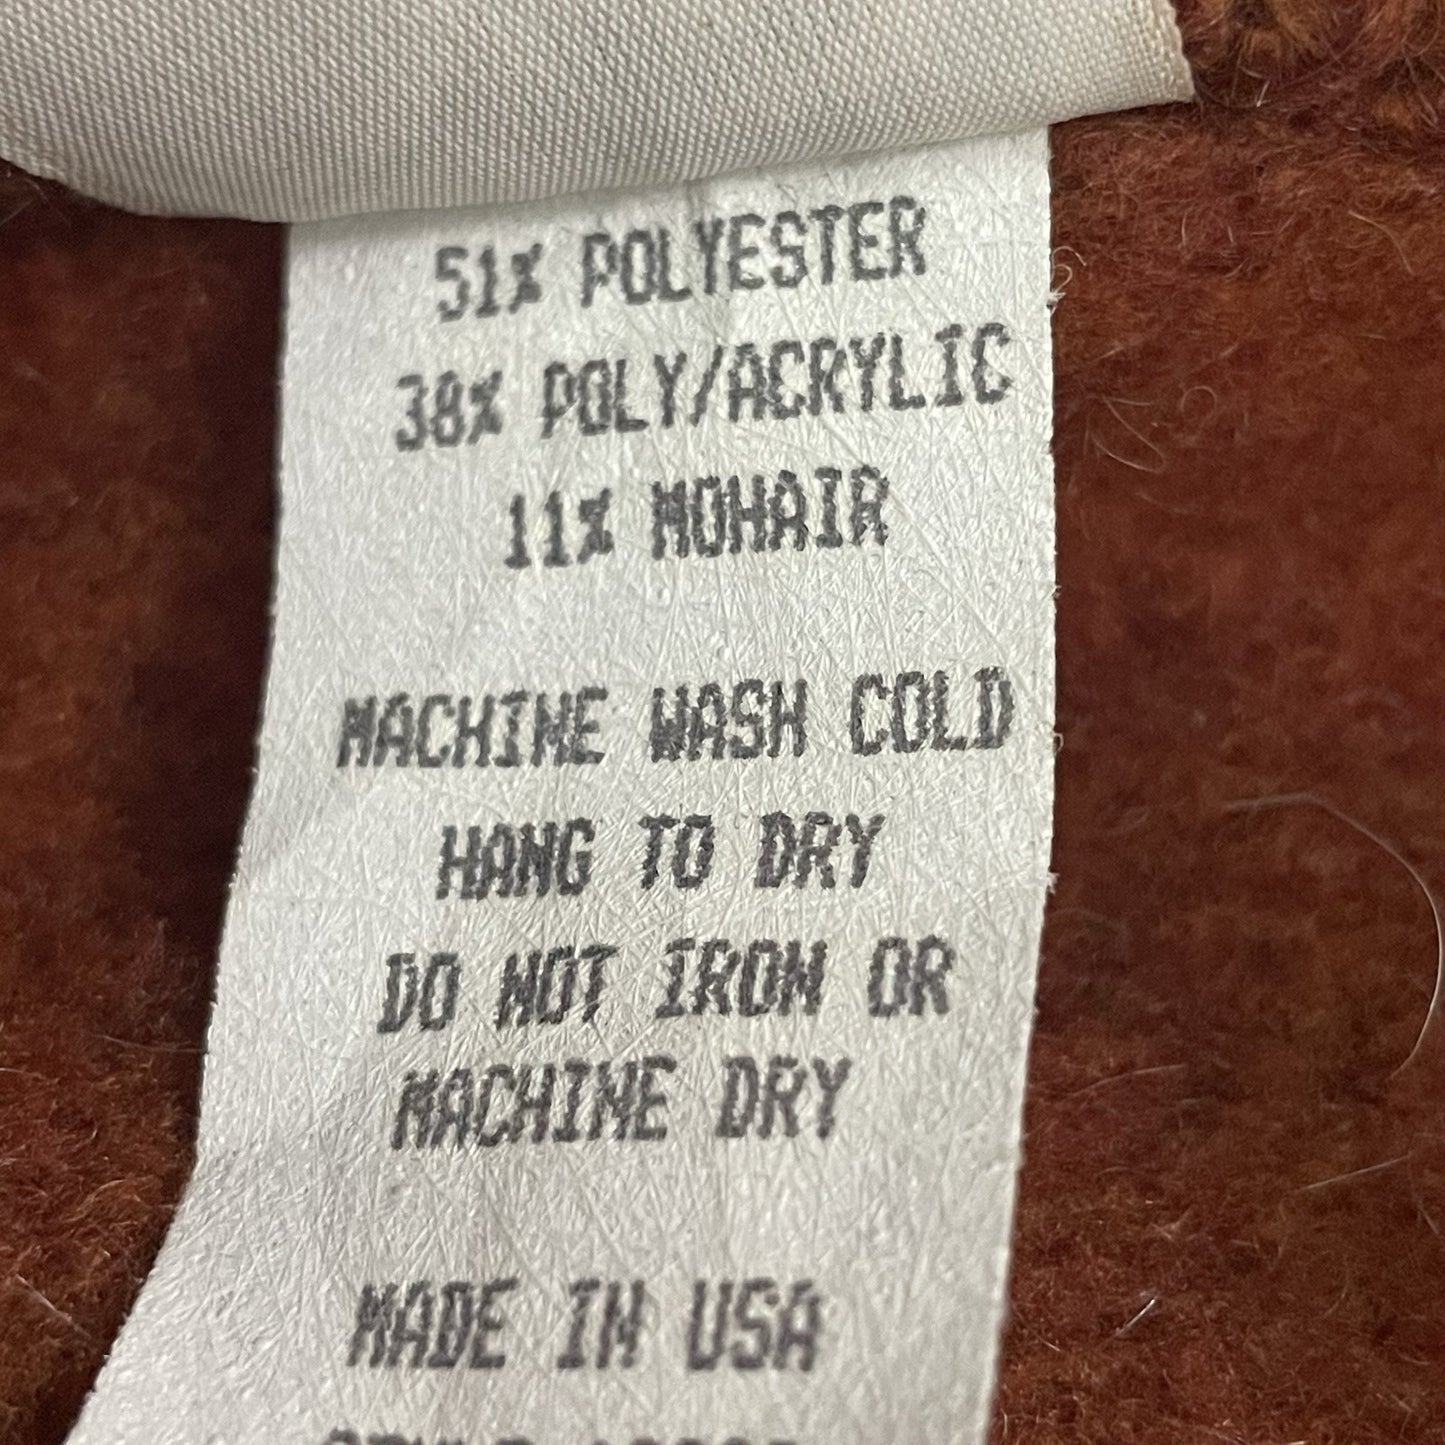 51% POLYESTER
38% POLY/ACRYLIC
11% MOHAIR
MACHINE WASH COLD
HANG TO DRY
DO NOT IRON OR
MACHINE DRY
MADE IN USA